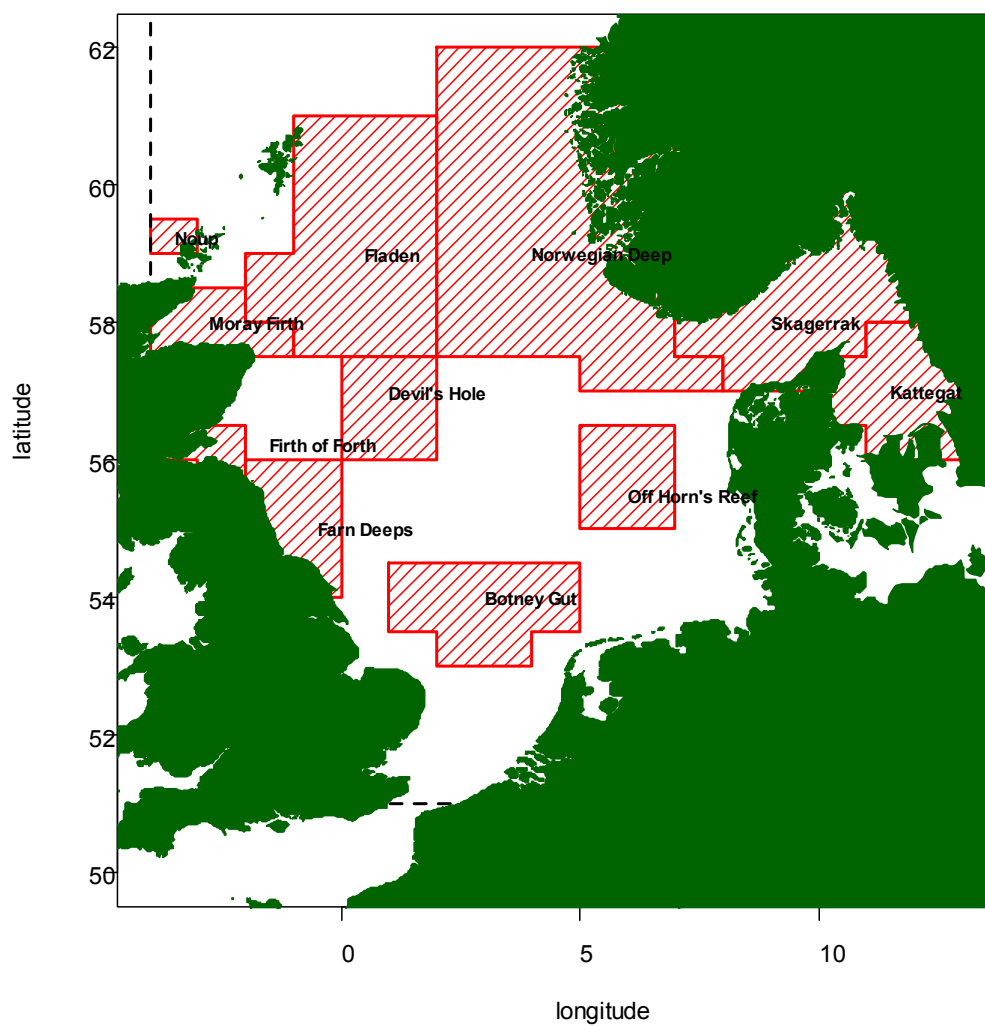 62
60
Noup
Fladen
Norwegian Deep
58
Moray Firth
Skagerrak
Devil's Hole
Kattegat
latitude
Firth of Forth
56
Off Horn's Reef
Farn Deeps
54
Botney Gut
52
50
0
5
10
longitude